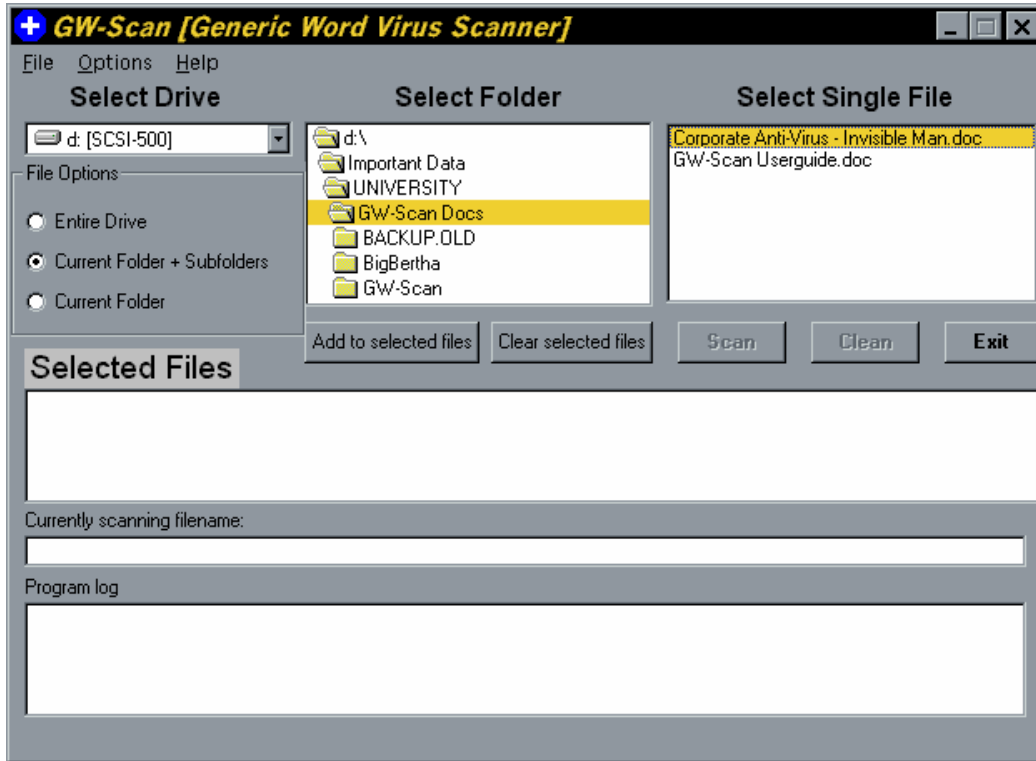 GW-Scan [Generic Word Virus Scanner]
File Options Help
Select Drive
Select Folder
Select Single File
d: [SCSI-500]
File Options
Entire Drive
Current Folder + Subfolders
Current Folder
d:\
Important Data
UNIVERSITY
GW-Scan Docs
BACKUP.OLD
BigBertha
GW-Scan
Corporate Anti-Virus - Invisible Man.doc
GW-Scan Userguide.doc
Add to selected files
Clear selected files
Scan
Clean
Exit
Selected Files
Currently scanning filename:
Program log